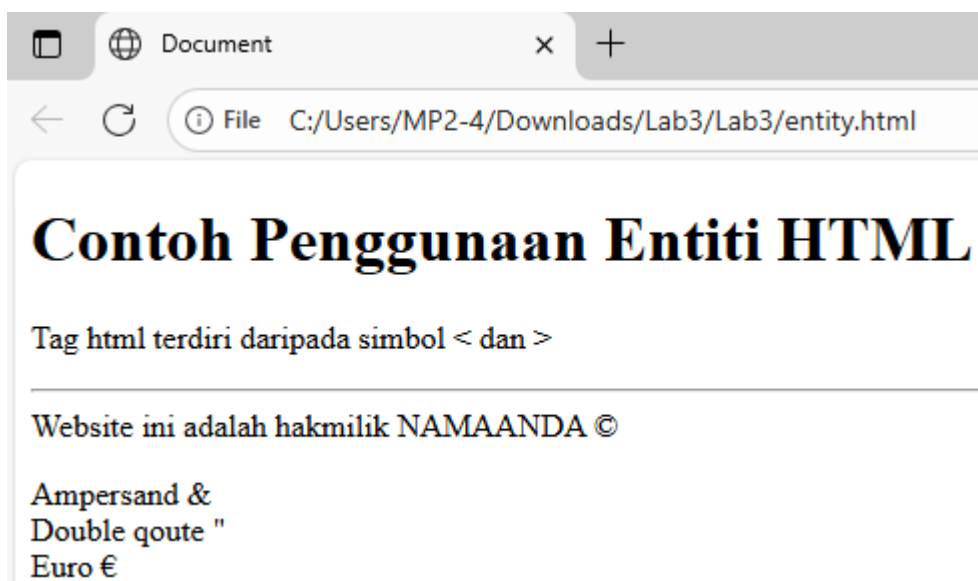 Document
File C:/Users/MP2-4/Downloads/Lab3/Lab3/entity.html
Contoh Penggunaan Entiti HTML
Tag html terdiri daripada simbol < dan >
Website ini adalah hakmilik NAMAANDA ©
Ampersand &
Double qoute "
Euro €